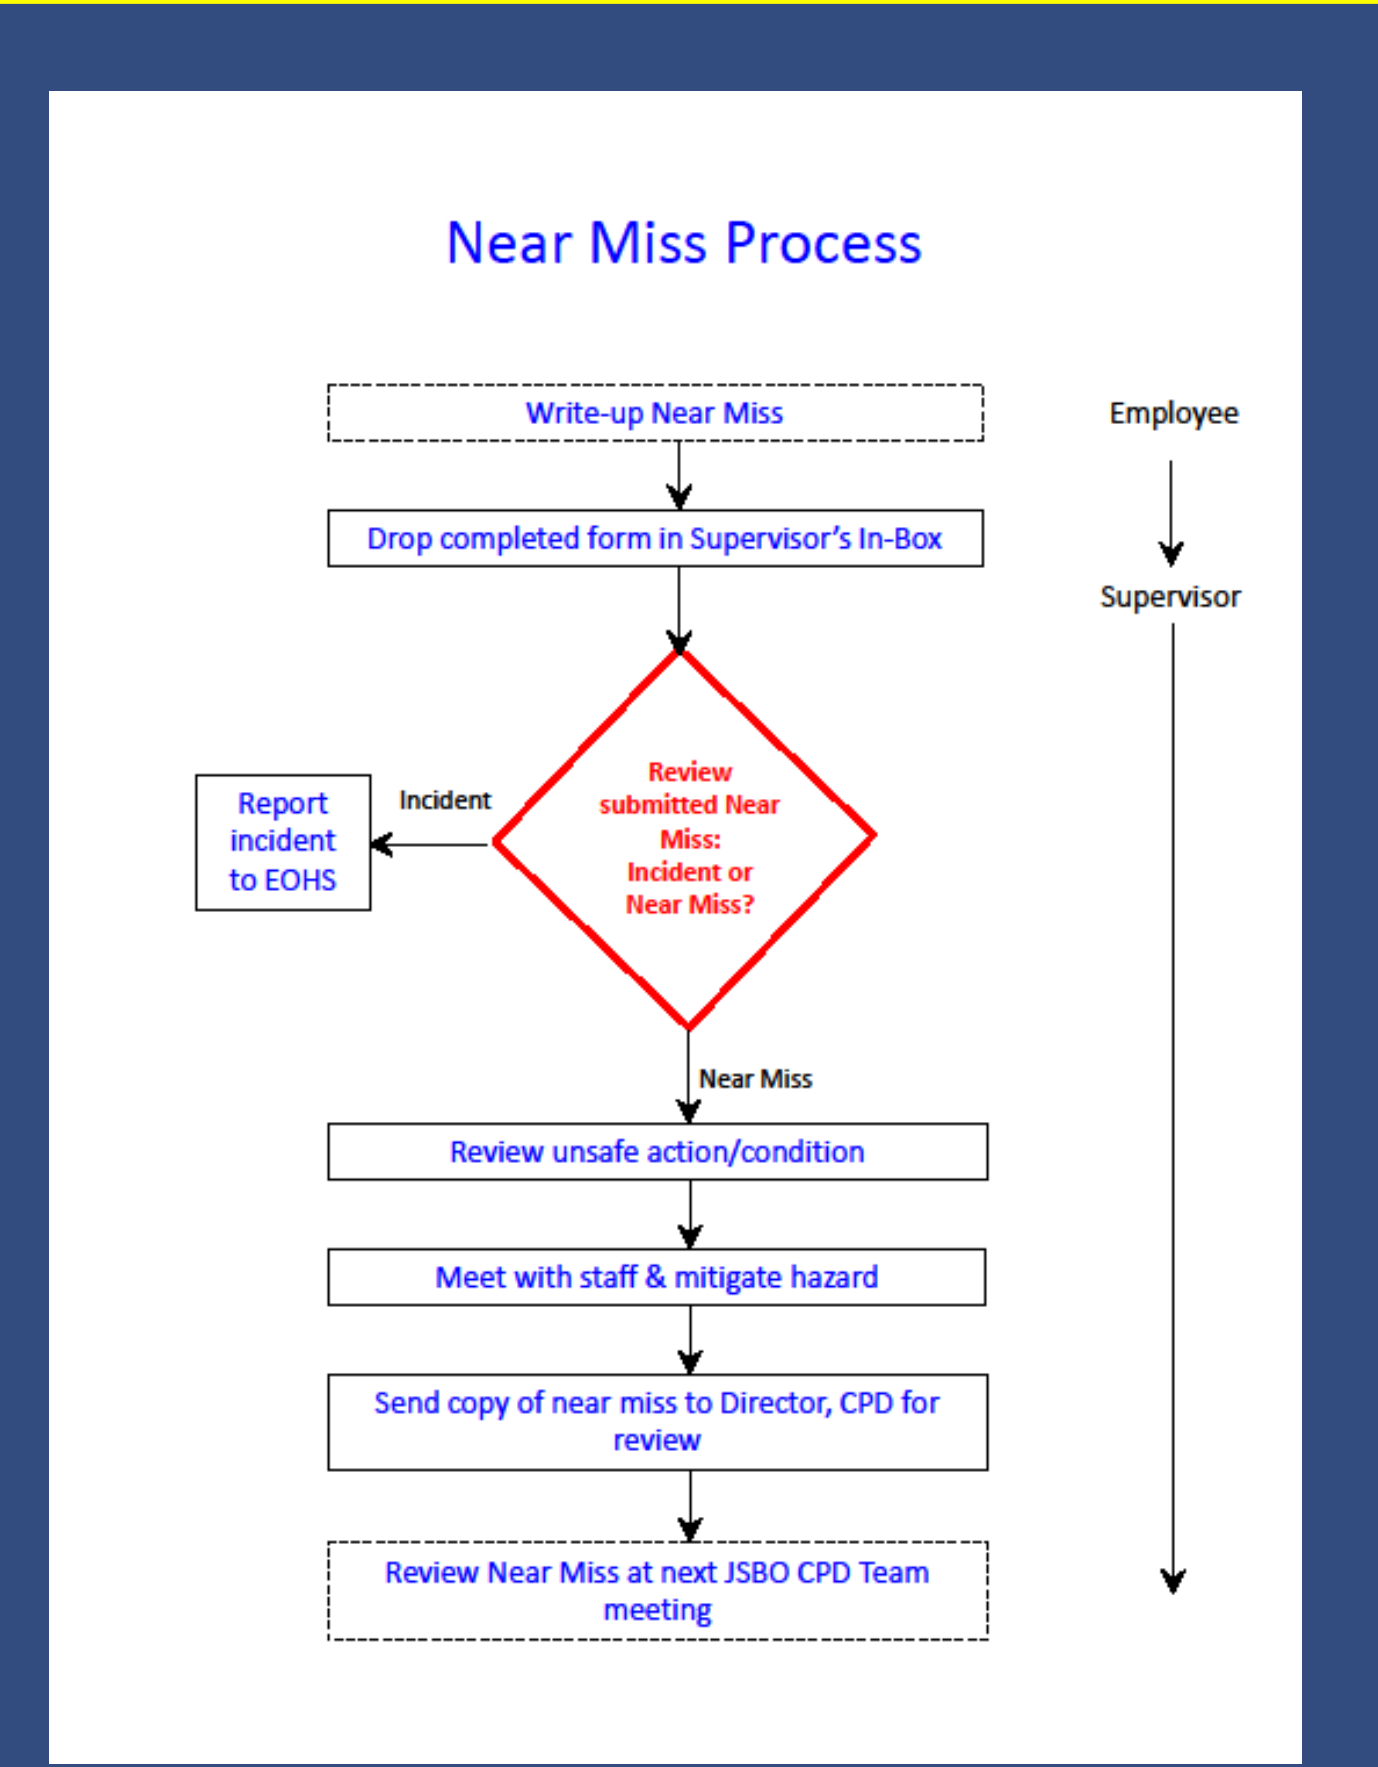 Near Miss Process
Write-up Near Miss
Employee
Drop completed form in Supervisor’s In-Box
Supervisor
Review
submitted Near
Miss:
Incident or
Near Miss?
Incident
Report
incident
to EOHS
Near Miss
Review unsafe action/condition
Meet with staff & mitigate hazard
Send copy of near miss to Director, CPD for
review
Review Near Miss at next JSBO CPD Team
meeting